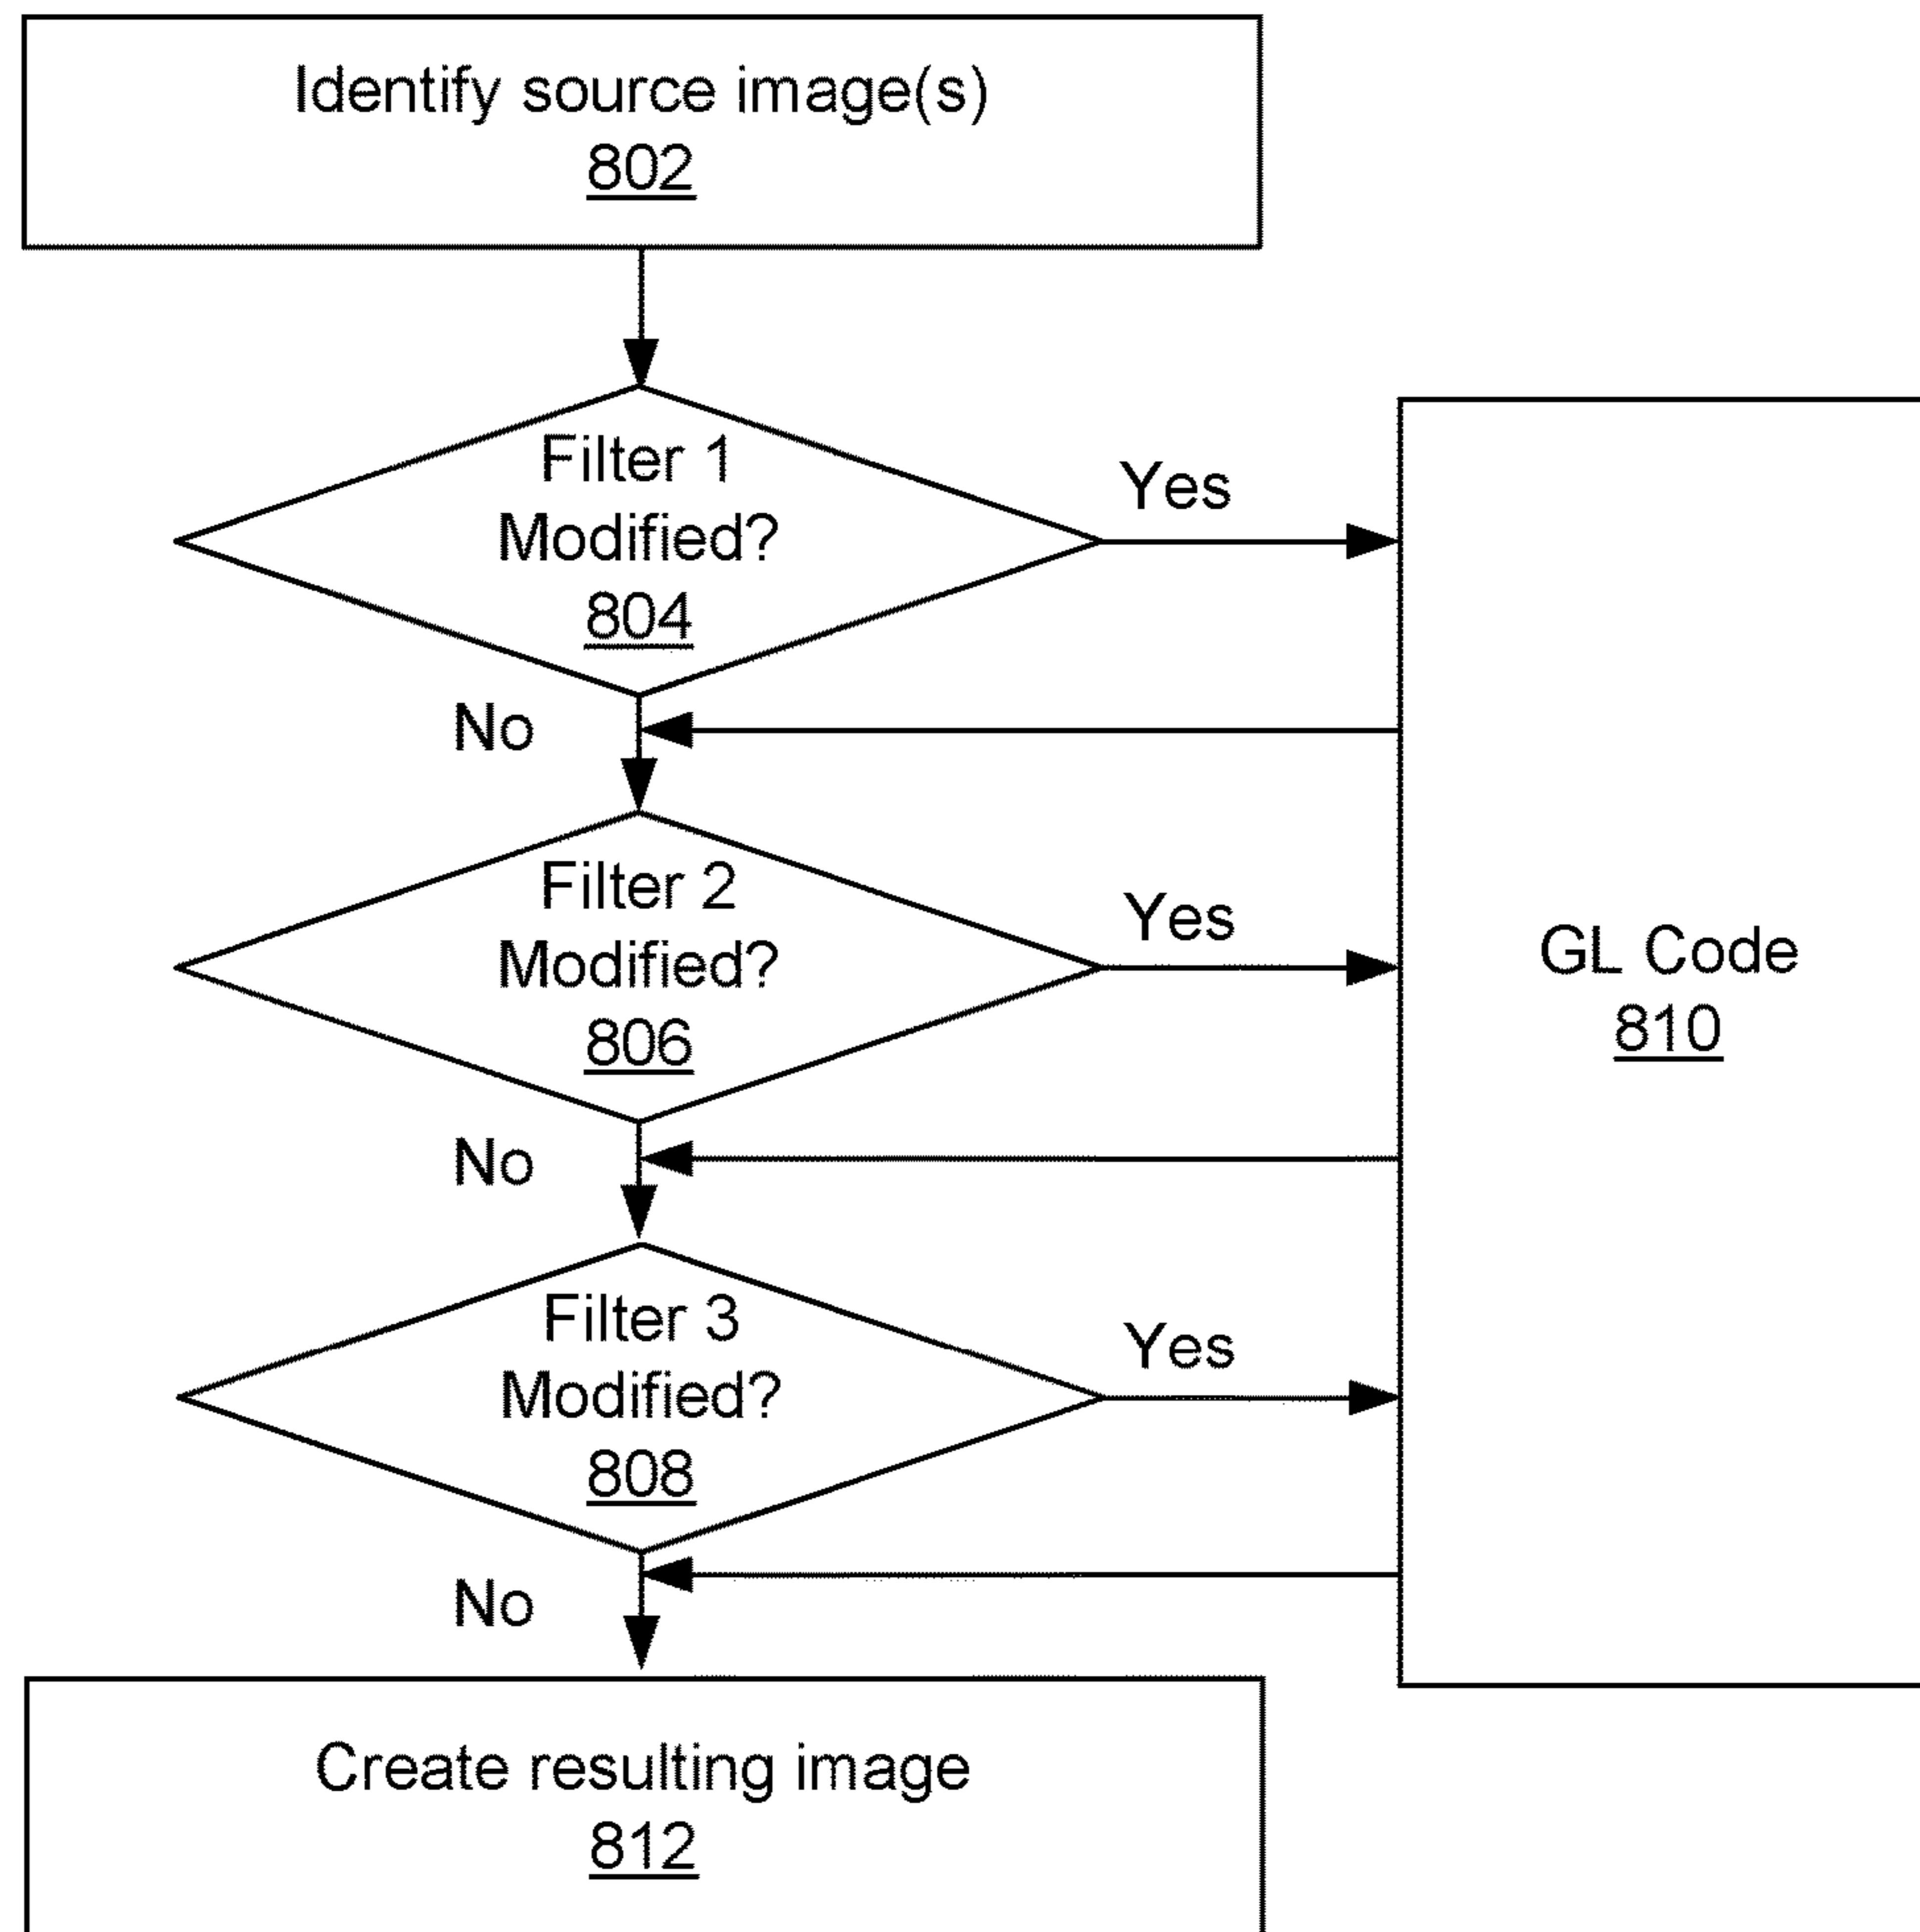 Identify source image(s)
802
Filter 1
Modified?
804
Yes
No
Filter 2
Modified?
806
Yes
GL Code
810
No
Filter 3
Modified?
808
Yes
No
Create resulting image
812